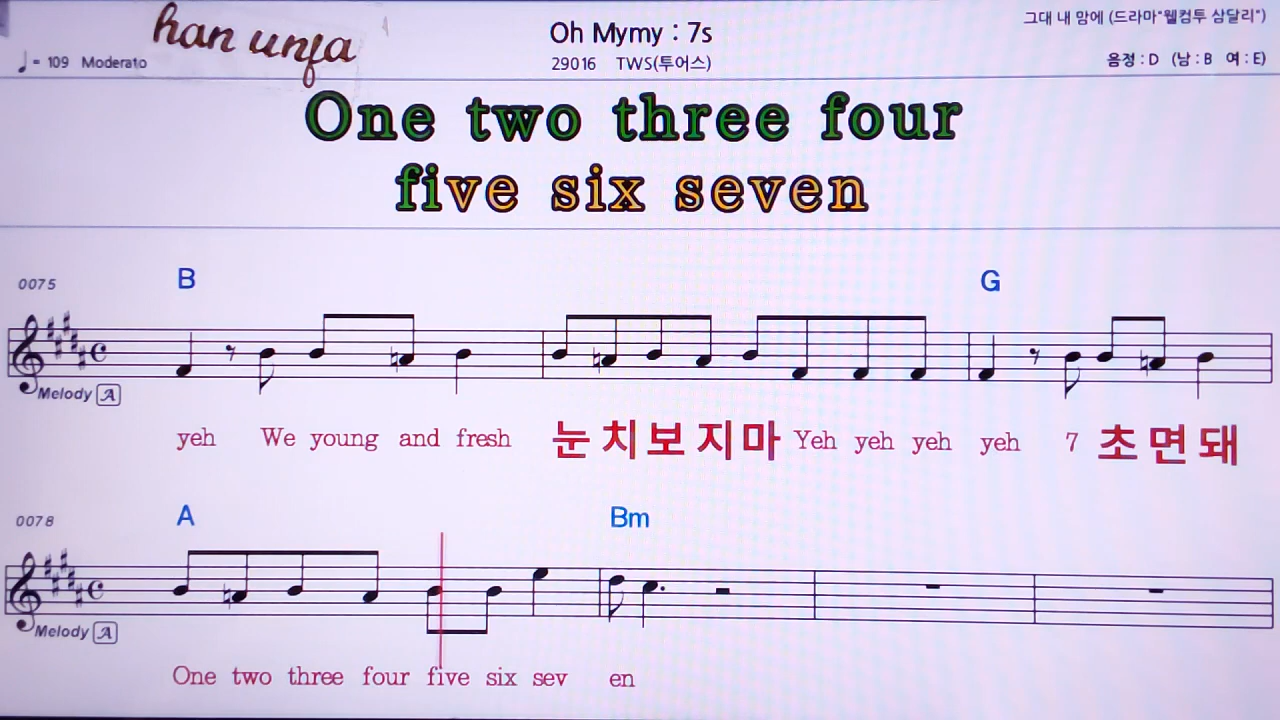 han unja
Oh Mymy : 7s
그대 내 맘에 (드라마"웰컴투 삼달리")
♩= 109 Moderato
29016 TWS(투어스)
음정 : D (남 : B 여 : E)
One two three four
five six seven
0075
B G
Melody A
yeh We young and fresh 눈 치 보 지 마 Yeh yeh yeh yeh 7 초 면 돼
0078
A Bm
Melody A
One two three four five six sev en